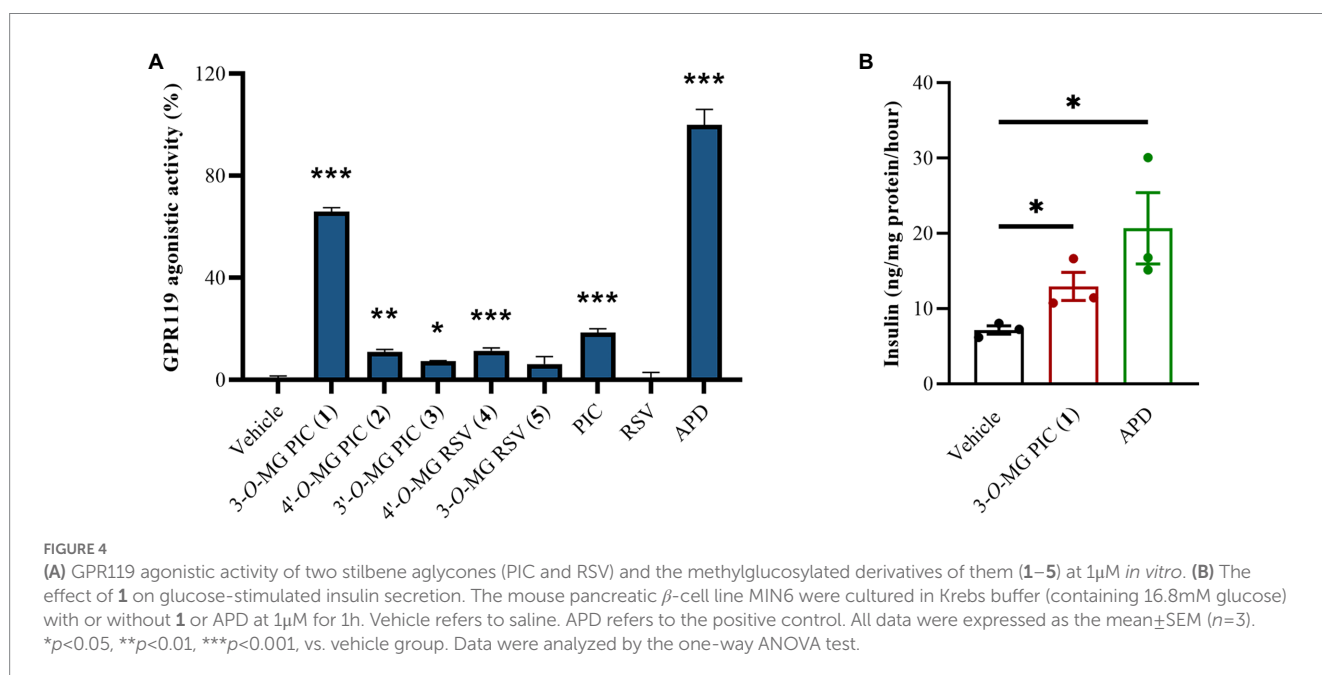 A
GPR119 agonistic activity (%)
120
80
40
0
***
**
*
***
***
***
Vehicle
3-O-MG PIC (1)
4'-O-MG PIC (2)
3'-O-MG PIC (3)
4'-O-MG RSV (4)
3-O-MG RSV (5)
PIC
RSV
APD
B
Insulin (ng/mg protein/hour)
40
30
20
10
0
*
*
Vehicle
3-O-MG PIC (1)
APD
FIGURE 4
(A) GPR119 agonistic activity of two stilbene aglycones (PIC and RSV) and the methylglucosylated derivatives of them (1–5) at 1μM in vitro. (B) The
effect of 1 on glucose-stimulated insulin secretion. The mouse pancreatic β-cell line MIN6 were cultured in Krebs buffer (containing 16.8mM glucose)
with or without 1 or APD at 1μM for 1h. Vehicle refers to saline. APD refers to the positive control. All data were expressed as the mean±SEM (n=3).
*p<0.05, **p<0.01, ***p<0.001, vs. vehicle group. Data were analyzed by the one-way ANOVA test.